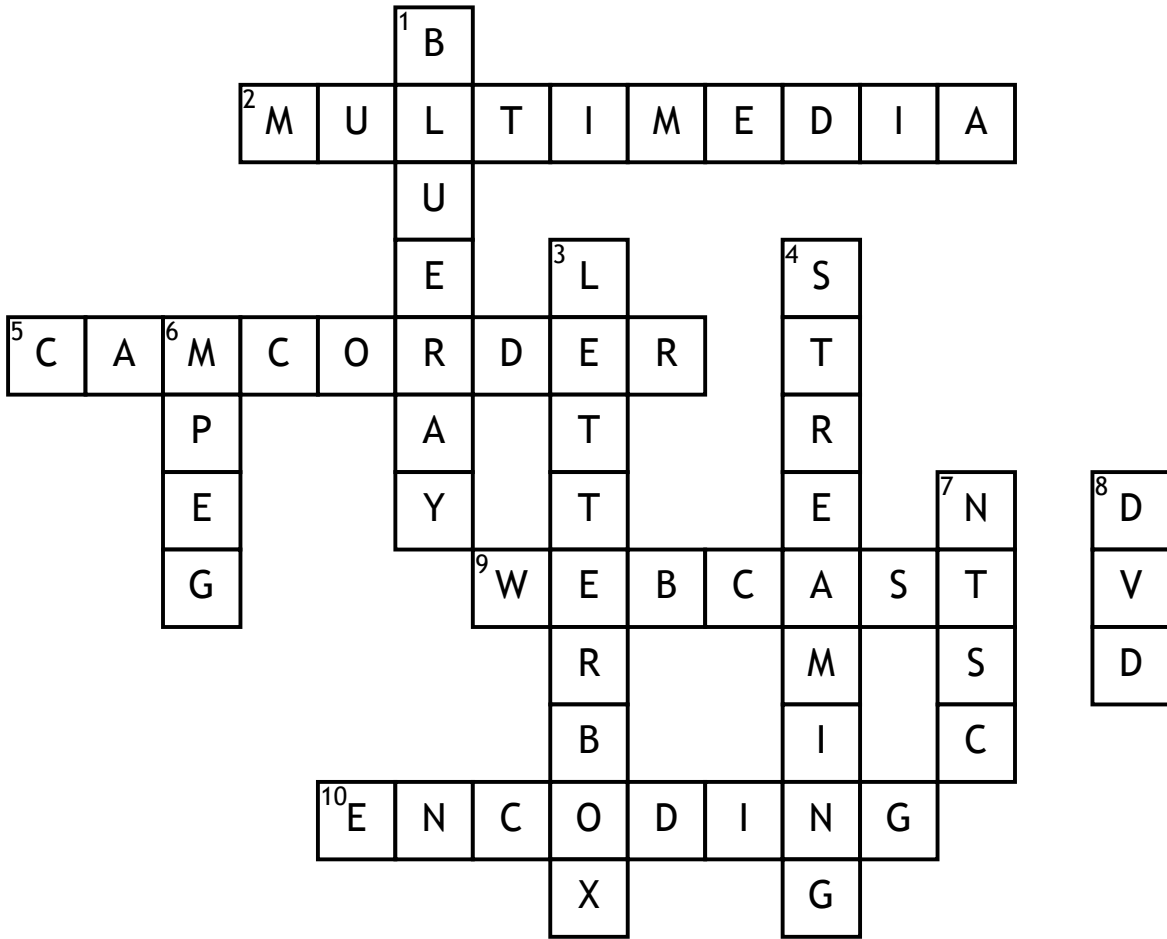 1 B
2 M U L T I M E D I A
U
E 3 L 4 S
5 C A 6 M C O R D E R T
P A T R
E Y T E 7 N 8 D
G 9 W E B C A S T V
R M S D
B I C
10 E N C O D I N G
X G